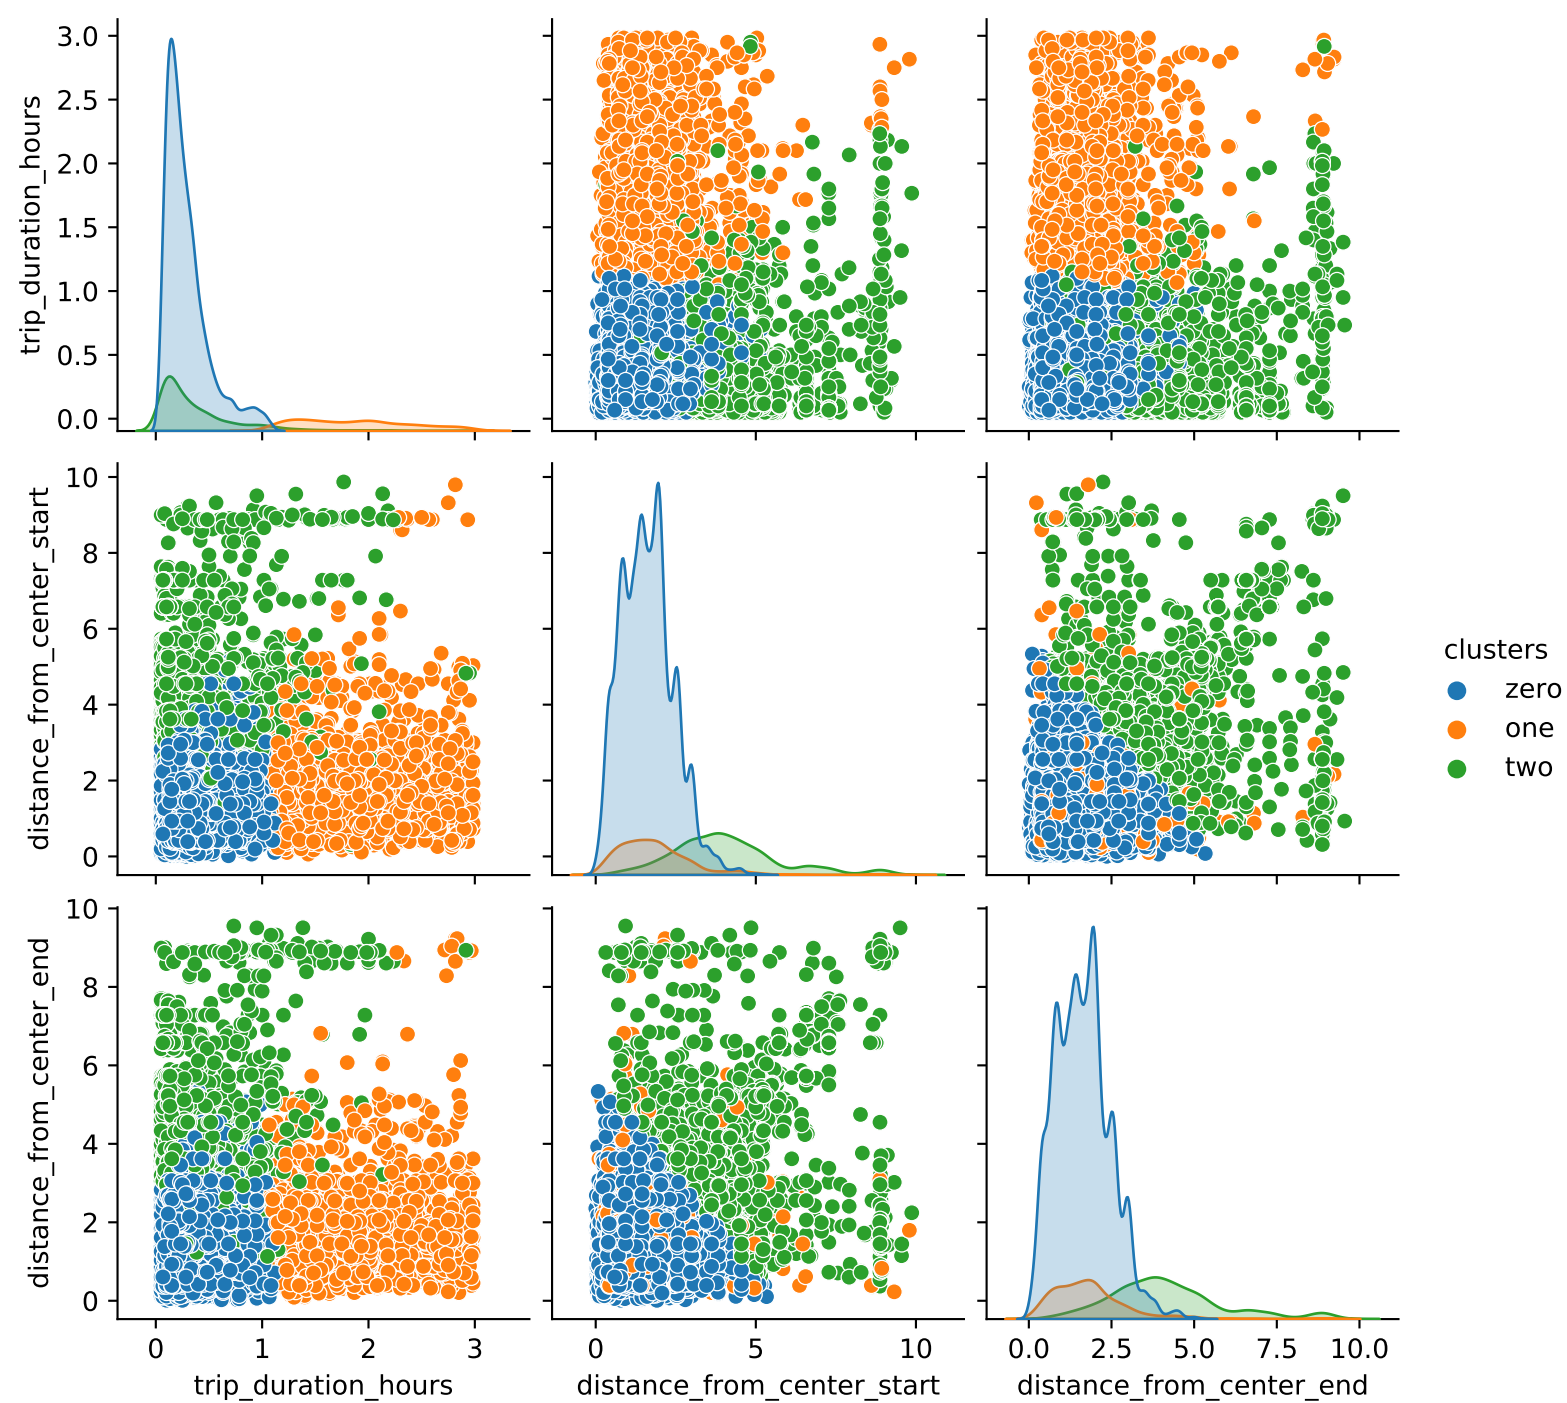 3.0
2.5
2.0
1.5
1.0
0.5
0.0
trip_duration_hours
10
8
6
4
2
0
distance_from_center_start
clusters
zero
one
two
10
8
6
4
2
0
distance_from_center_end
0 1 2 3
0 5 10
0.0 2.5 5.0 7.5 10.0
trip_duration_hours
distance_from_center_start
distance_from_center_end